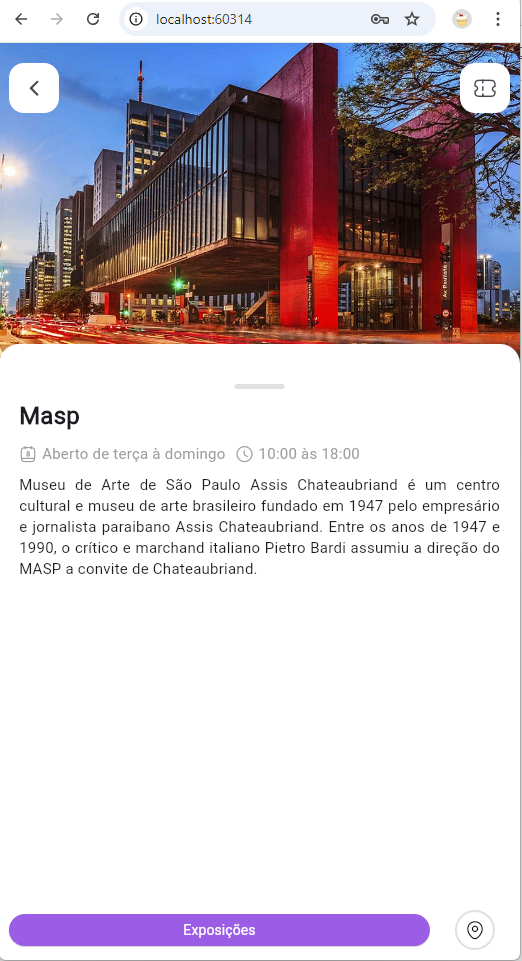 localhost:60314
Masp
8 Aberto de terça à domingo 10:00 às 18:00
Museu de Arte de São Paulo Assis Chateaubriand é um centro
cultural e museu de arte brasileiro fundado em 1947 pelo empresário
e jornalista paraibano Assis Chateaubriand. Entre os anos de 1947 e
1990, o crítico e marchand italiano Pietro Bardi assumiu a direção do
MASP a convite de Chateaubriand.
Exposições